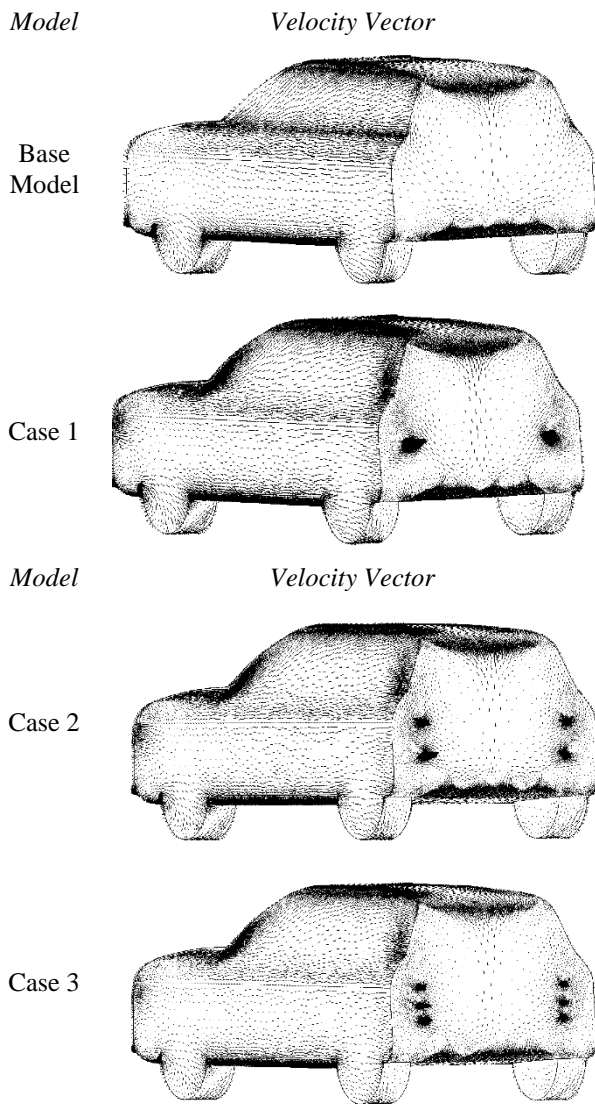 Model Velocity Vector
Base
Model
Case 1
Model Velocity Vector
Case 2
Case 3